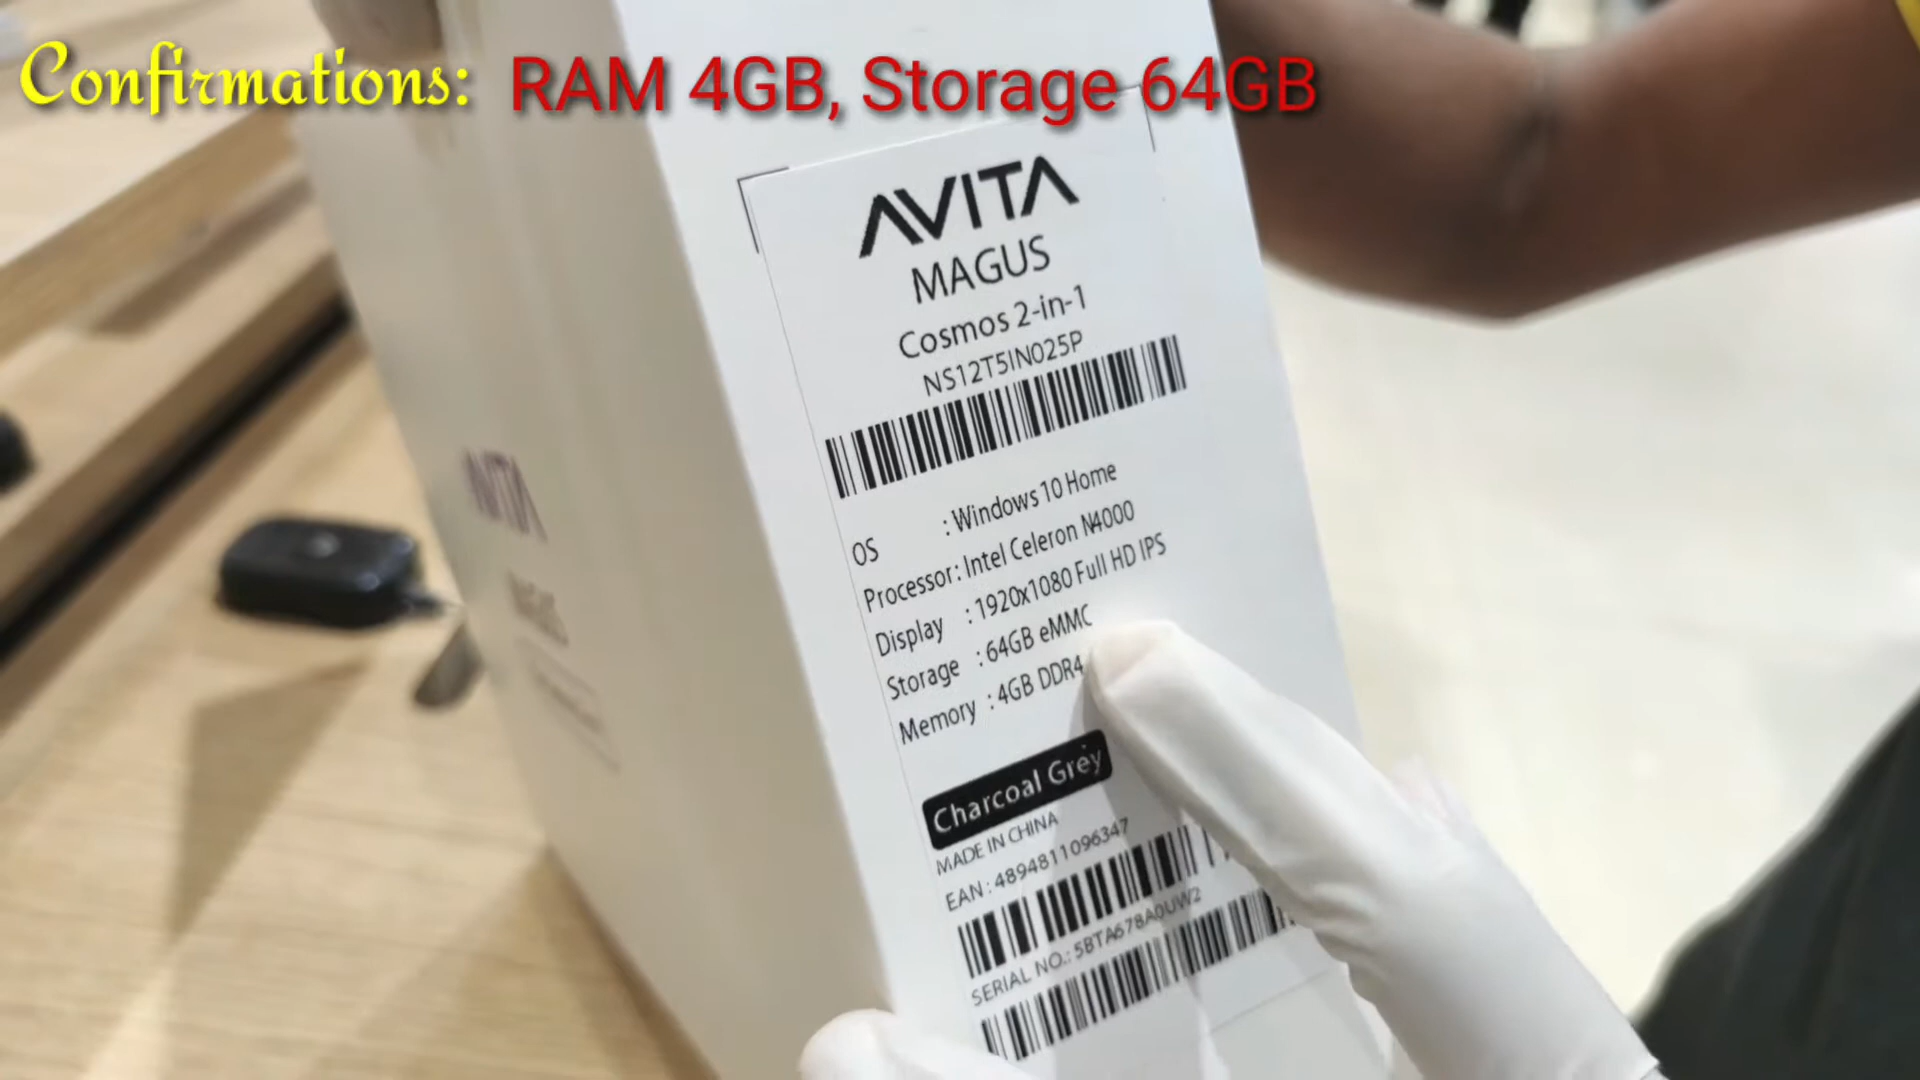 Confirmations: RAM 4GB, Storage 64GB
AVITA
MAGUS
Cosmos 2-in-1
NS12T5IN025P
OS : Windows 10 Home
Processor : Intel Celeron N4000
Display : 1920x1080 Full HD IPS
Storage : 64GB eMMC
Memory : 4GB DDR4
Charcoal Grey
MADE IN CHINA
EAN : 4894811096347
SERIAL NO.: 5BTA678A0UW2
AVITA
MAGUS